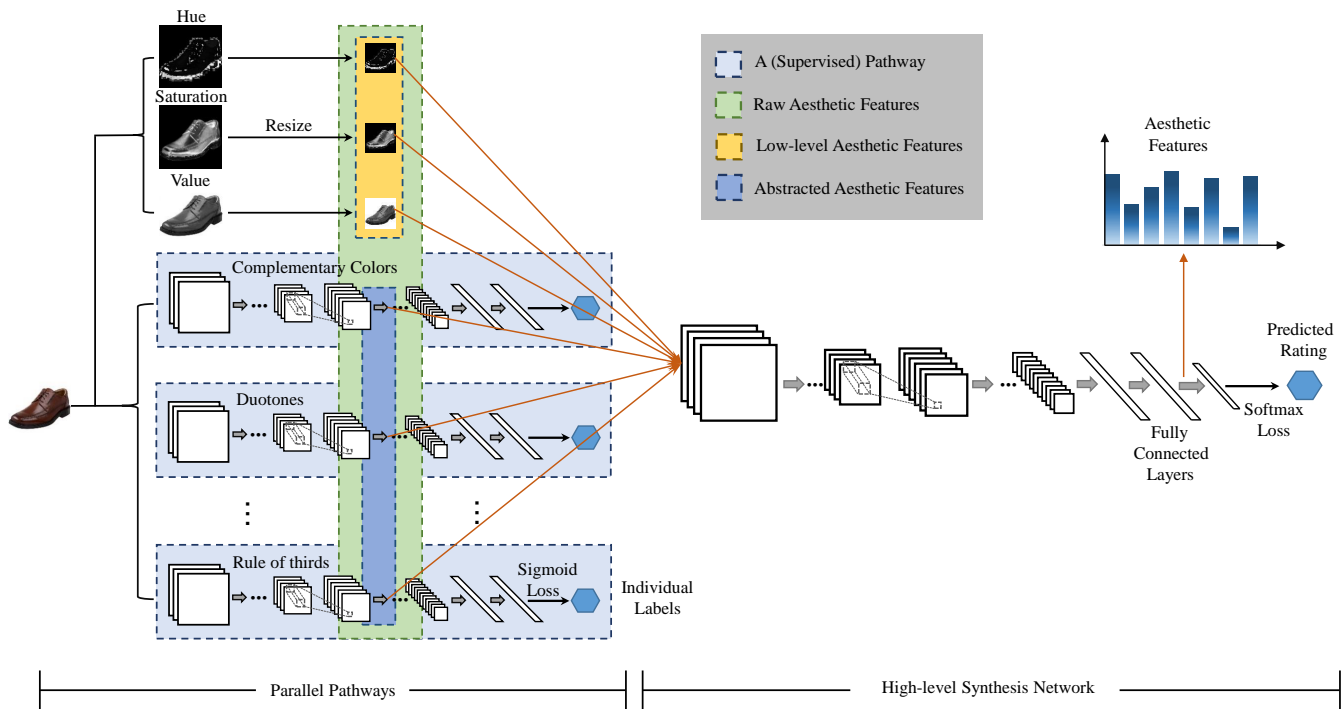 Hue
Saturation
Resize
Value
Complementary Colors
Duotones
Rule of thirds
Sigmoid
Loss
Individual
Labels
A (Supervised) Pathway
Raw Aesthetic Features
Low-level Aesthetic Features
Abstracted Aesthetic Features
Aesthetic
Features
Predicted
Rating
Softmax
Loss
Fully
Connected
Layers
Parallel Pathways
High-level Synthesis Network